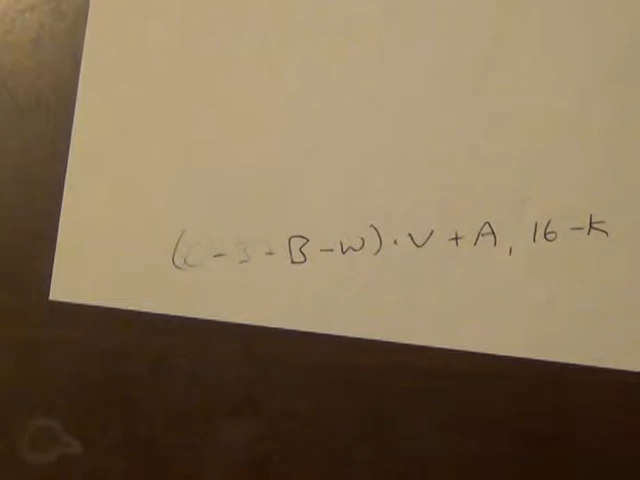 (C - 3 - B - W) · V + A, 16 - K